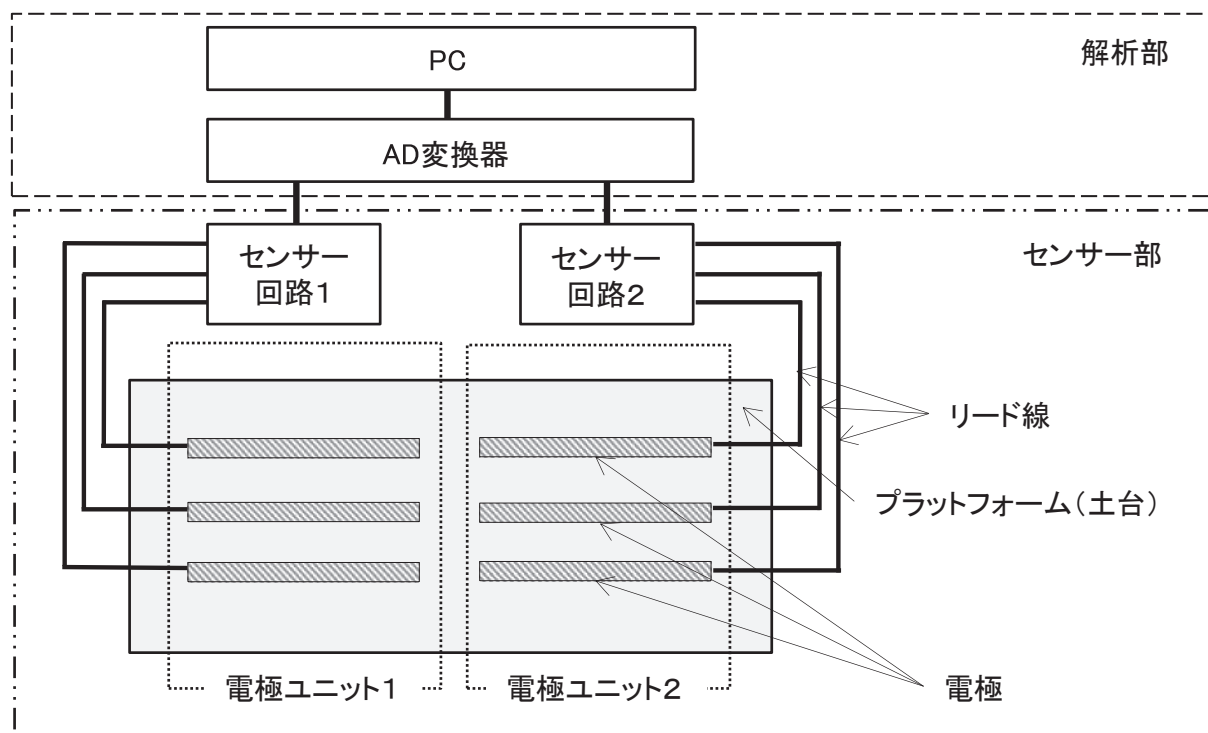 PC
解析部
AD変換器
センサー
回路1
センサー
回路2
センサー部
リード線
プラットフォーム(土台)
電極ユニット1
電極ユニット2
電極